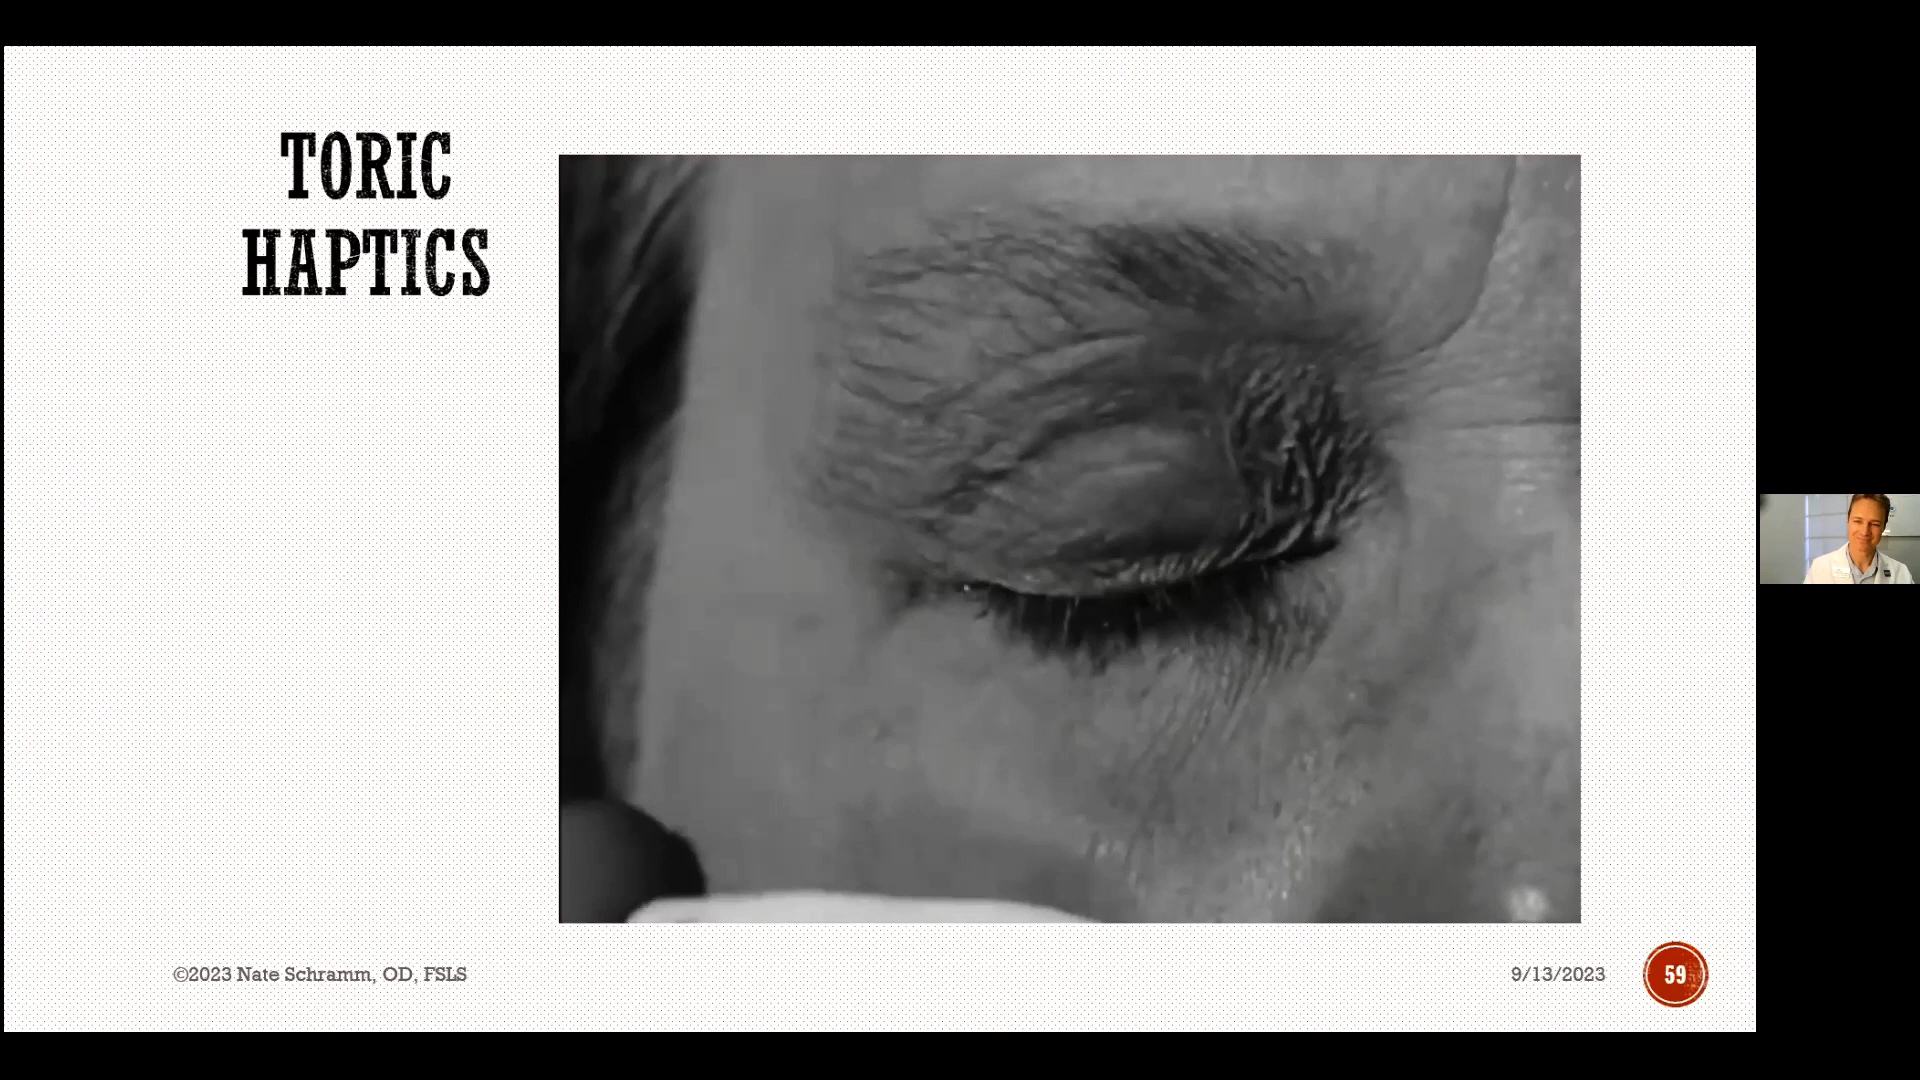 TORIC
HAPTICS
©2023 Nate Schramm, OD, FSLS
9/13/2023
59